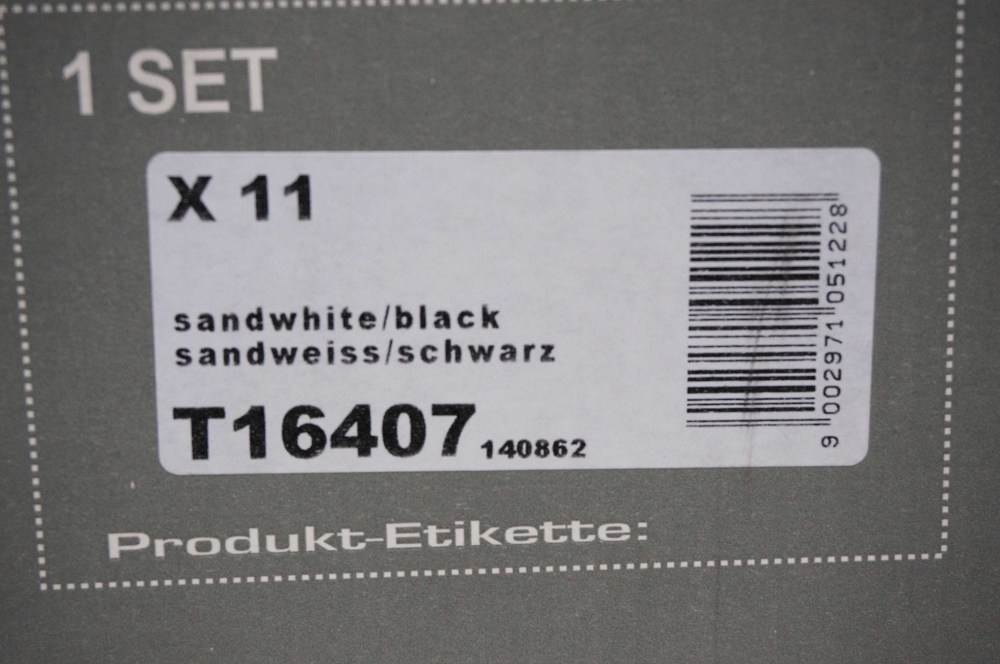 1 SET
X 11
sandwhite/black
sandweiss/schwarz
T16407 140862
9 002971 051228
Produkt-Etikette: